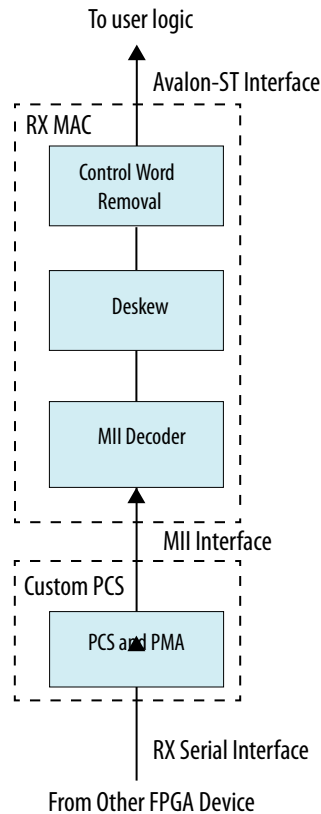 To user logic
Avalon-ST Interface
RX MAC
Control Word
Removal
Deskew
MII Decoder
MII Interface
Custom PCS
PCS and PMA
RX Serial Interface
From Other FPGA Device